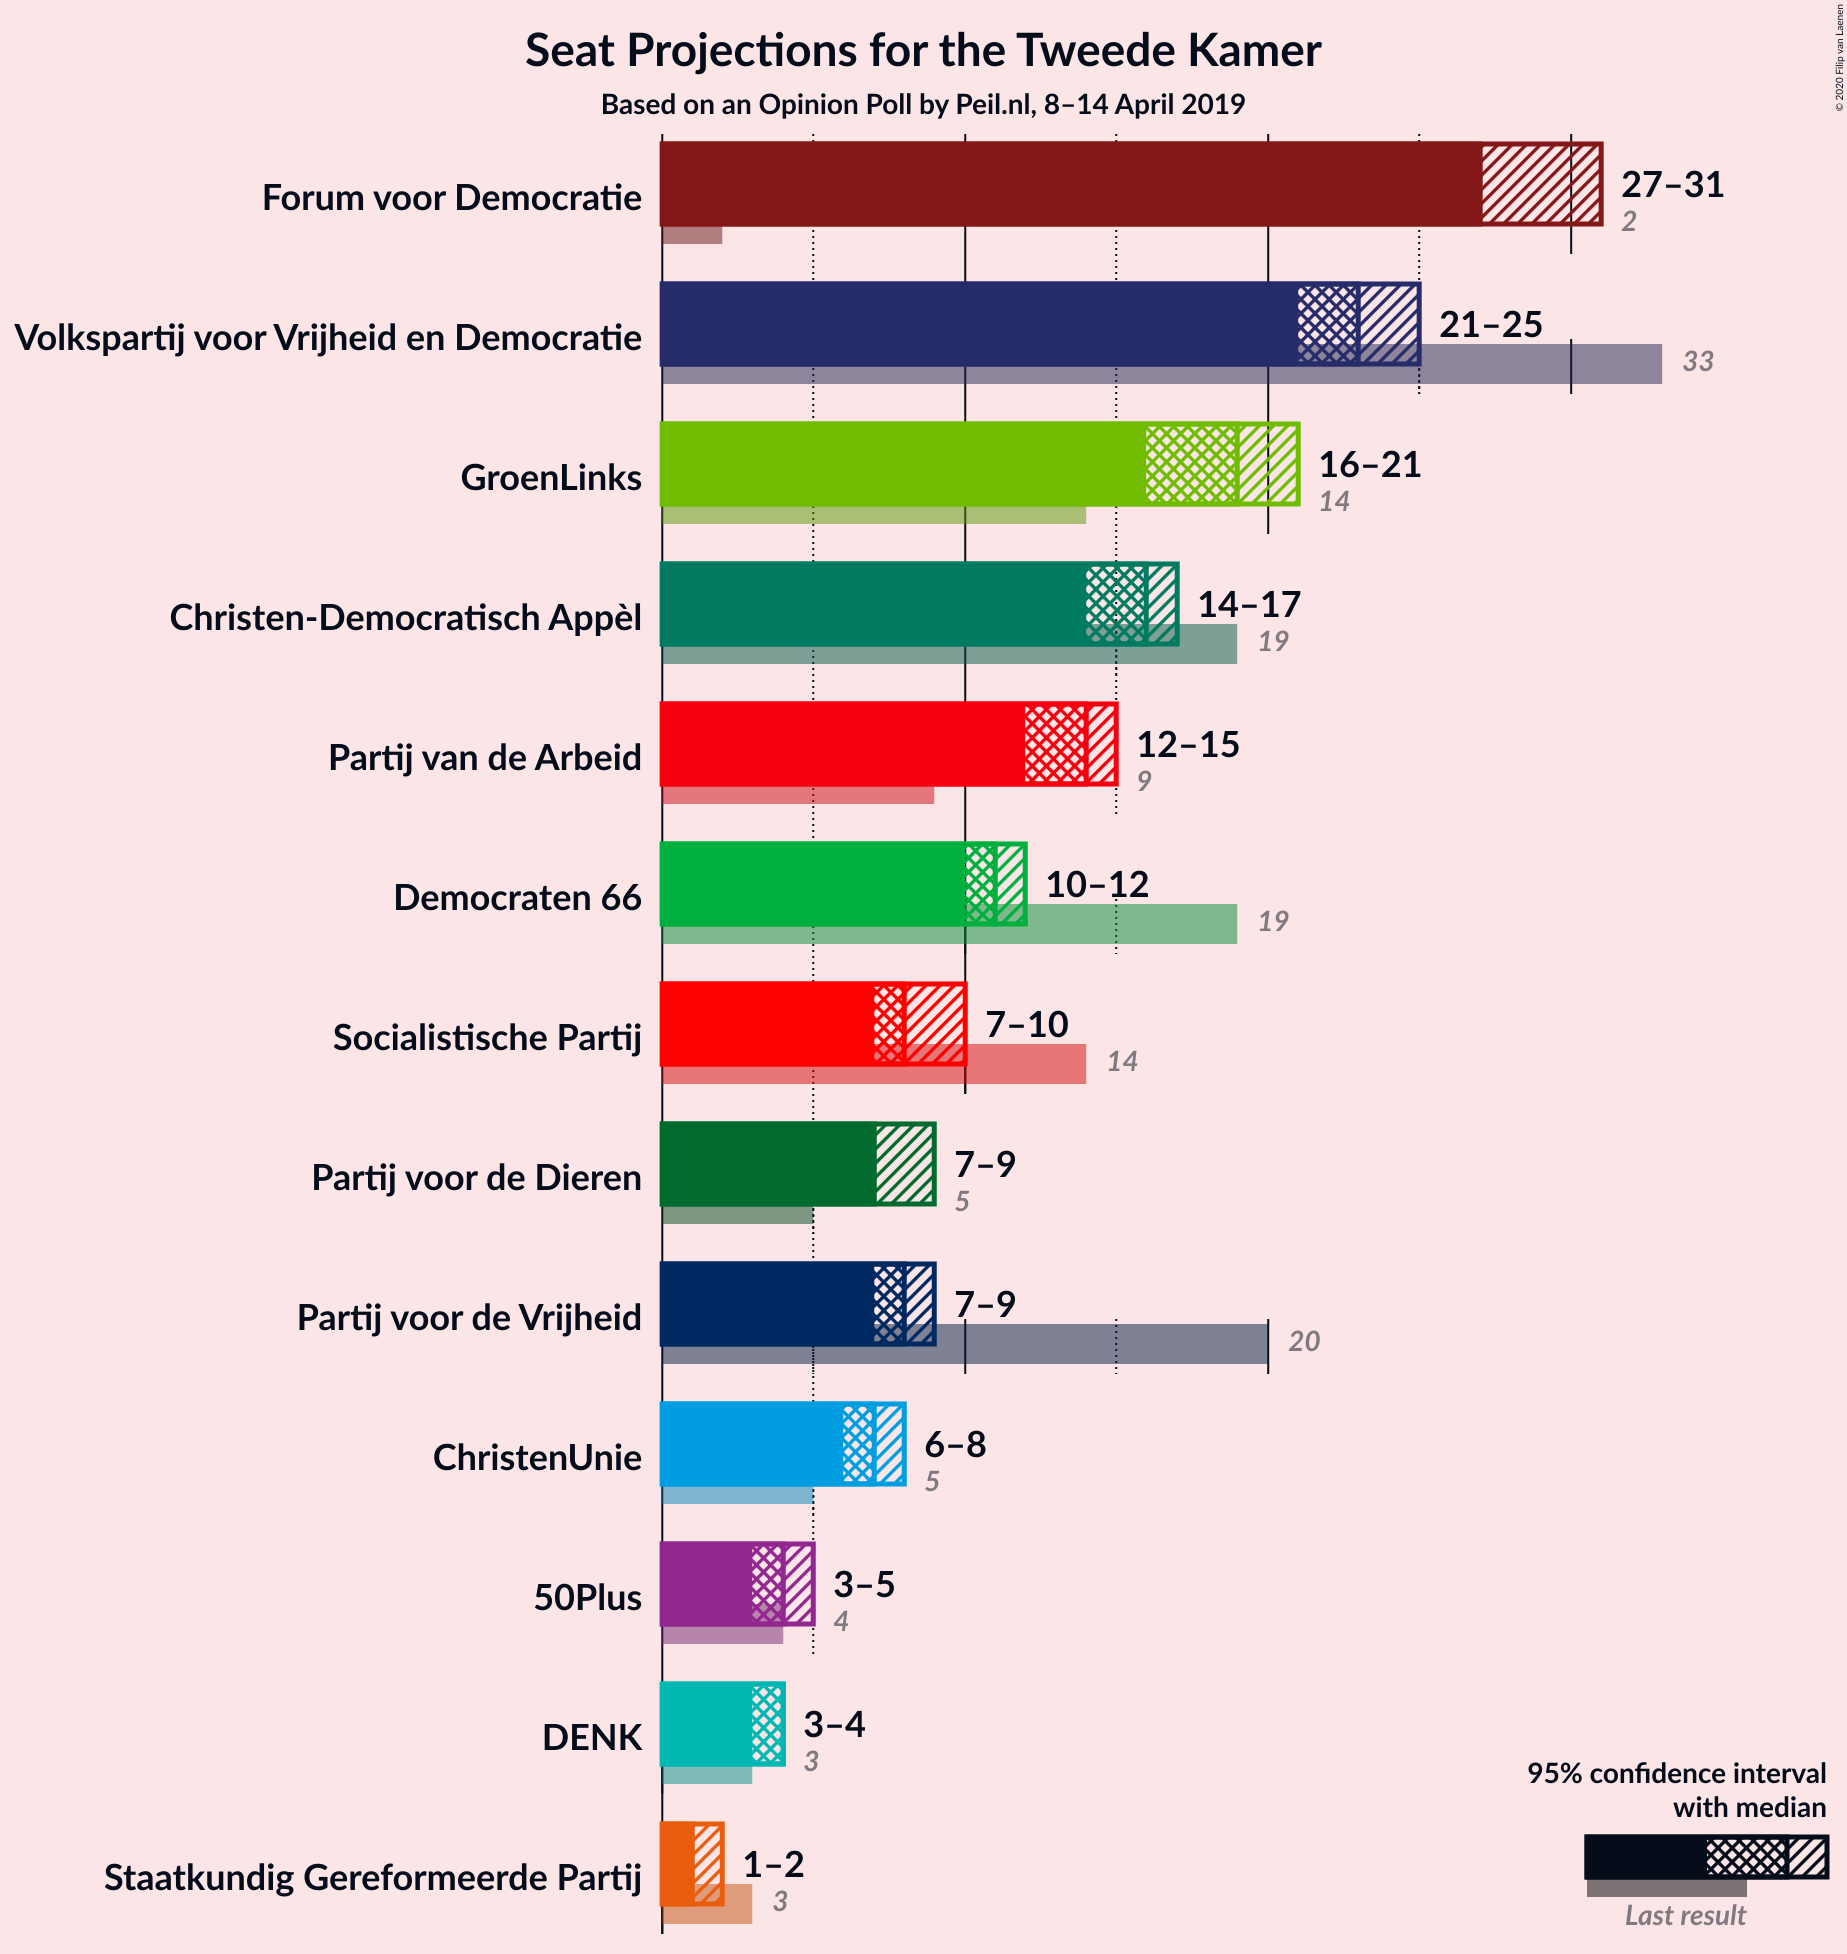 Seat Projections for the Tweede Kamer
Based on an Opinion Poll by Peil.nl, 8–14 April 2019
© 2020 Filip van Laenen
Forum voor Democratie
27–31
2
Volkspartij voor Vrijheid en Democratie
21–25
33
GroenLinks
16–21
14
Christen-Democratisch Appèl
14–17
19
Partij van de Arbeid
12–15
9
Democraten 66
10–12
19
Socialistische Partij
7–10
14
Partij voor de Dieren
7–9
5
Partij voor de Vrijheid
7–9
20
ChristenUnie
6–8
5
50Plus
3–5
4
DENK
3–4
3
Staatkundig Gereformeerde Partij
1–2
3
95% confidence interval
with median
Last result